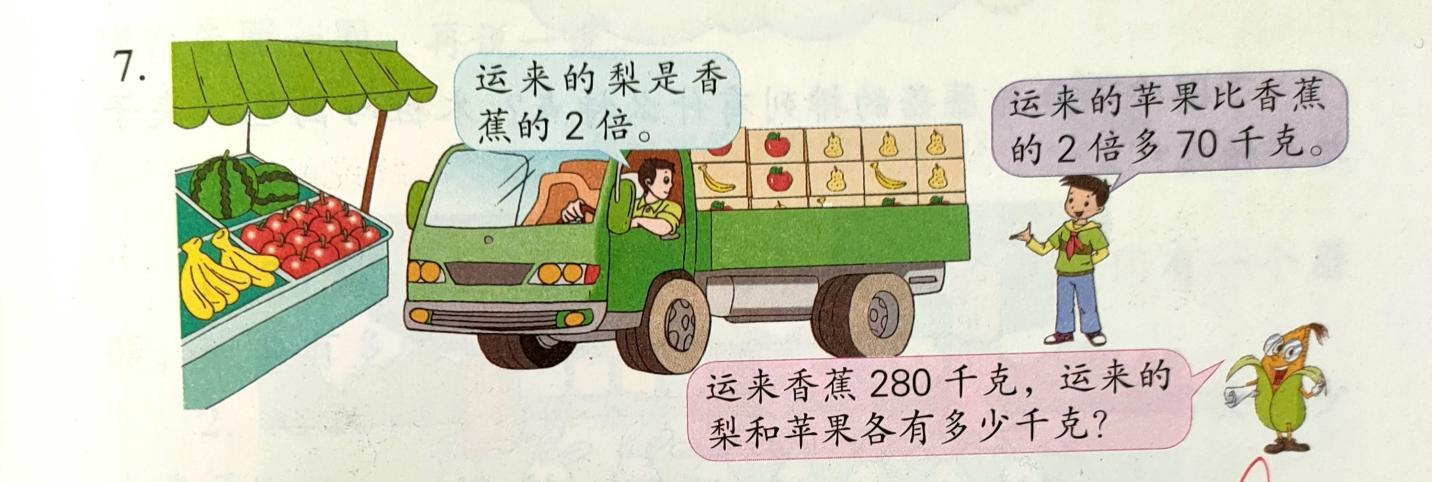 7.
运来的梨是香
蕉的2倍。
运来的苹果比香蕉
的2倍多70千克。
运来香蕉280千克，运来的
梨和苹果各有多少千克？